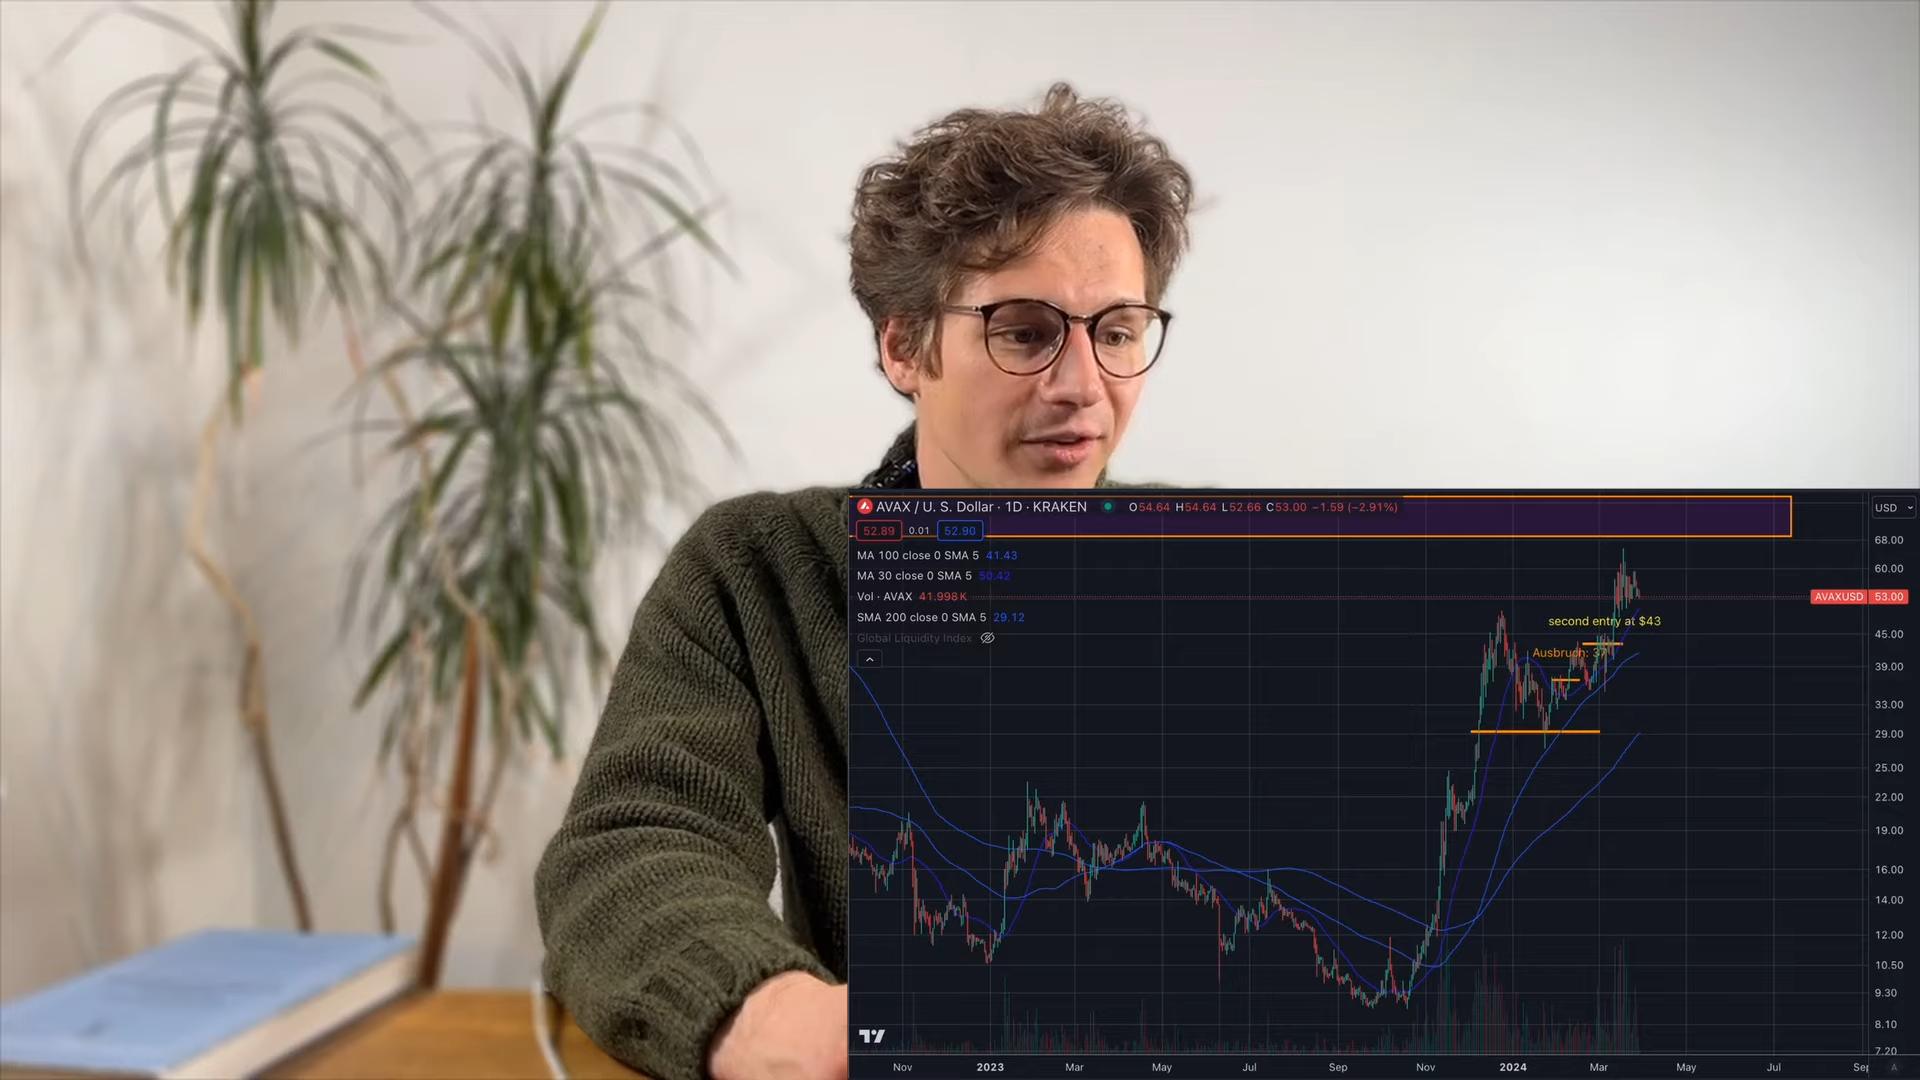 AVAX / U. S. Dollar · 1D · KRAKEN O54.64 H54.64 L52.66 C53.00 −1.59 (−2.91%)
USD
52.89 0.01 52.90
68.00
MA 100 close 0 SMA 5 41.43
60.00
MA 30 close 0 SMA 5 50.42
Vol · AVAX 41.998K
AVAXUSD 53.00
SMA 200 close 0 SMA 5 29.12
second entry at $43
Global Liquidity Index
45.00
Ausbruch: 37
39.00
33.00
29.00
25.00
22.00
19.00
16.00
14.00
12.00
10.50
9.30
8.10
7.20
Nov 2023 Mar May Jul Sep Nov 2024 Mar May Jul Sep A